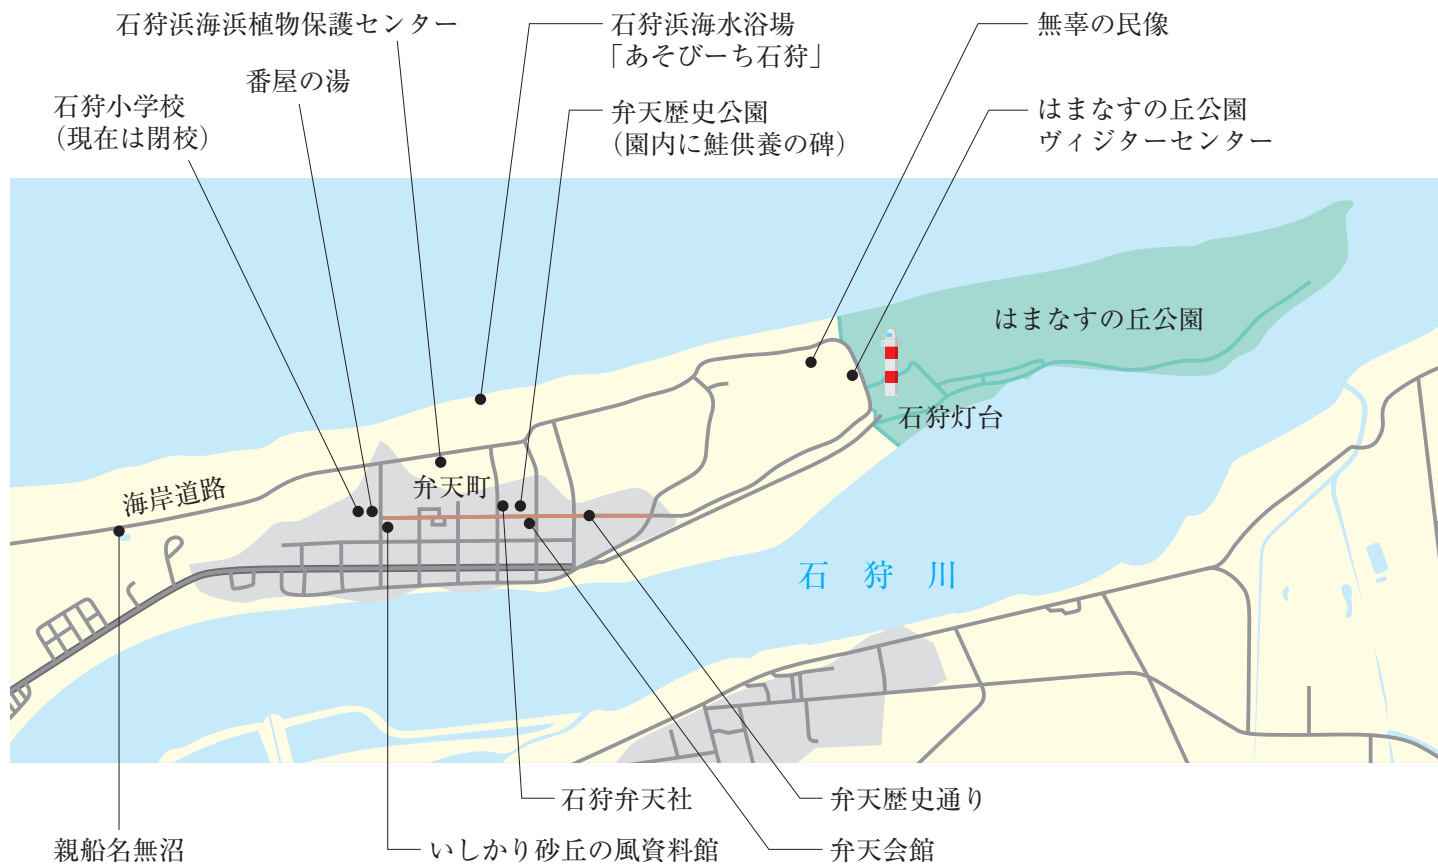 石狩浜海浜植物保護センター
石狩浜海水浴場
「あそびーち石狩」
無辜の民像
番屋の湯
石狩小学校
（現在は閉校）
弁天歴史公園
（園内に鮭供養の碑）
はまなすの丘公園
ヴィジターセンター
はまなすの丘公園
石狩灯台
弁天町
海岸道路
石狩川
石狩弁天社
弁天歴史通り
親船名無沼
いしかり砂丘の風資料館
弁天会館